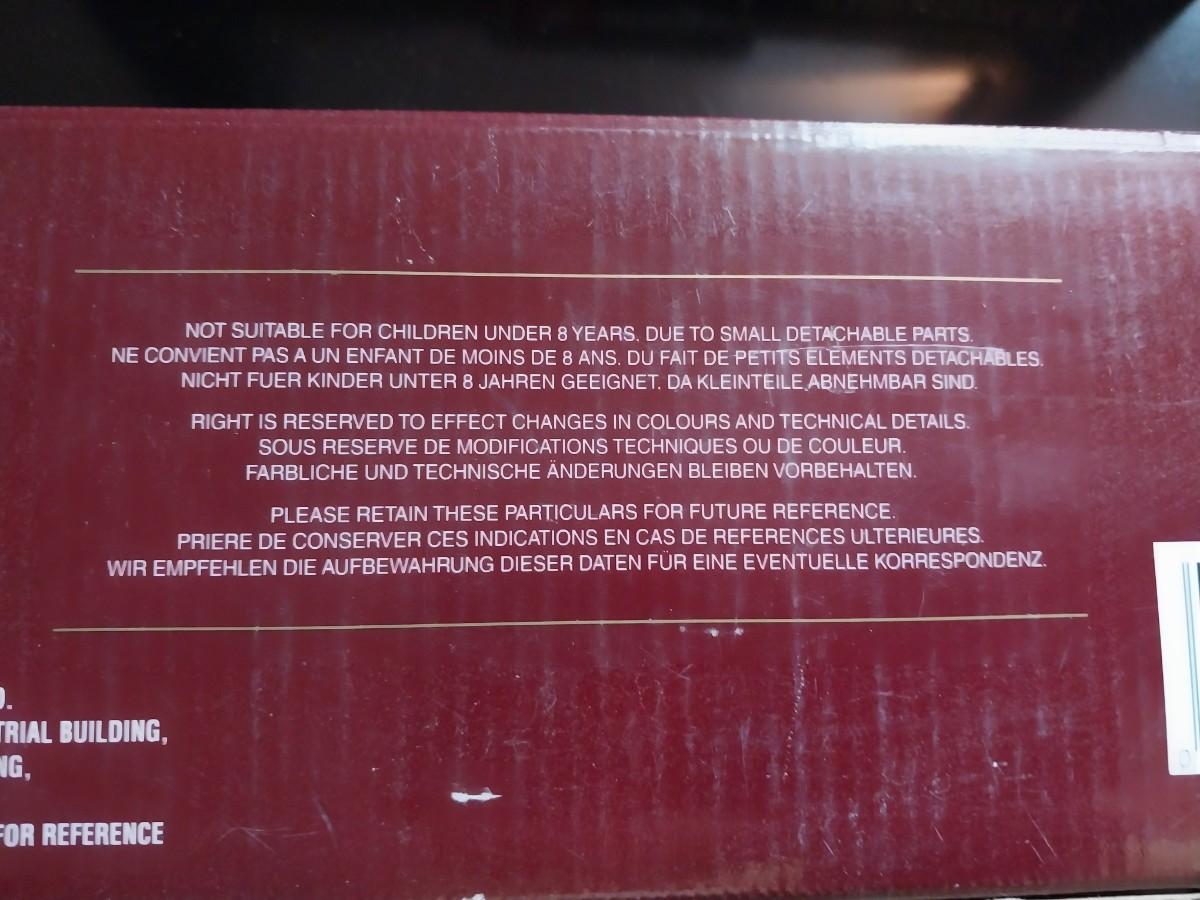 NOT SUITABLE FOR CHILDREN UNDER 8 YEARS. DUE TO SMALL DETACHABLE PARTS.
NE CONVIENT PAS A UN ENFANT DE MOINS DE 8 ANS. DU FAIT DE PETITS ELEMENTS DETACHABLES.
NICHT FUER KINDER UNTER 8 JAHREN GEEIGNET. DA KLEINTEILE ABNEHMBAR SIND.
RIGHT IS RESERVED TO EFFECT CHANGES IN COLOURS AND TECHNICAL DETAILS.
SOUS RESERVE DE MODIFICATIONS TECHNIQUES OU DE COULEUR.
FARBLICHE UND TECHNISCHE ÄNDERUNGEN BLEIBEN VORBEHALTEN.
PLEASE RETAIN THESE PARTICULARS FOR FUTURE REFERENCE.
PRIERE DE CONSERVER CES INDICATIONS EN CAS DE REFERENCES ULTERIEURES.
WIR EMPFEHLEN DIE AUFBEWAHRUNG DIESER DATEN FÜR EINE EVENTUELLE KORRESPONDENZ.
D.
TRIAL BUILDING,
NG,
FOR REFERENCE
0